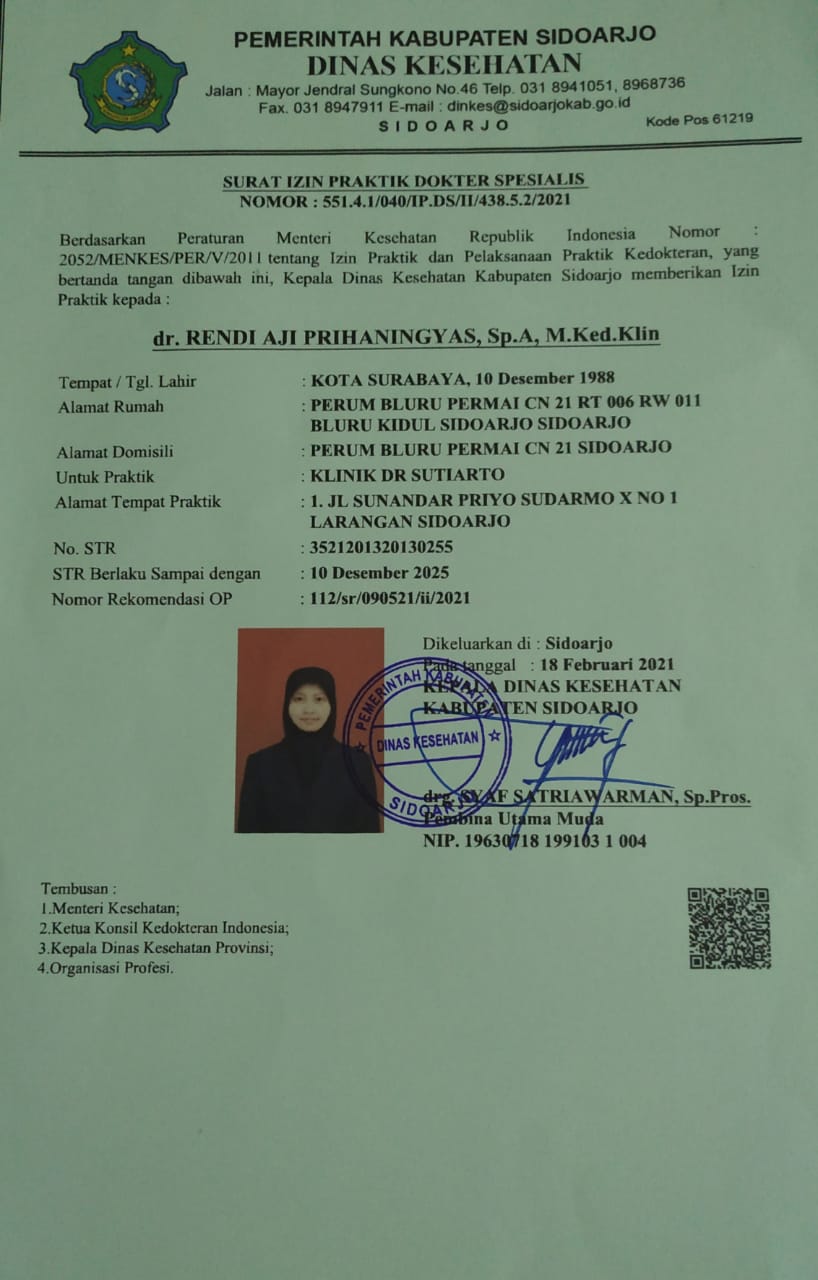 PEMERINTAH KABUPATEN SIDOARJO
DINAS KESEHATAN
Jalan : Mayor Jendral Sungkono No.46 Telp. 031 8941051, 8968736
Fax. 031 8947911 E-mail : dinkes@sidoarjokab.go.id
SIDOARJO
Kode Pos 61219
SURAT IZIN PRAKTIK DOKTER SPESIALIS
NOMOR : 551.4.1/040/IP.DS/II/438.5.2/2021
Berdasarkan Peraturan Menteri Kesehatan Republik Indonesia Nomor :
2052/MENKES/PER/V/2011 tentang Izin Praktik dan Pelaksanaan Praktik Kedokteran, yang
bertanda tangan dibawah ini, Kepala Dinas Kesehatan Kabupaten Sidoarjo memberikan Izin
Praktik kepada :
dr. RENDI AJI PRIHANINGYAS, Sp.A, M.Ked.Klin
Tempat / Tgl. Lahir : KOTA SURABAYA, 10 Desember 1988
Alamat Rumah : PERUM BLURU PERMAI CN 21 RT 006 RW 011
BLURU KIDUL SIDOARJO SIDOARJO
Alamat Domisili : PERUM BLURU PERMAI CN 21 SIDOARJO
Untuk Praktik : KLINIK DR SUTIARTO
Alamat Tempat Praktik : 1. JL SUNANDAR PRIYO SUDARMO X NO 1
LARANGAN SIDOARJO
No. STR : 3521201320130255
STR Berlaku Sampai dengan : 10 Desember 2025
Nomor Rekomendasi OP : 112/sr/090521/ii/2021
Dikeluarkan di : Sidoarjo
Pada tanggal : 18 Februari 2021
KEPALA DINAS KESEHATAN
KABUPATEN SIDOARJO
PEMERINTAH KABUPATEN
DINAS KESEHATAN
SIDOARJO
drg. SYAF SATRIAWARMAN, Sp.Pros.
Pembina Utama Muda
NIP. 19630718 199103 1 004
Tembusan :
1.Menteri Kesehatan;
2.Ketua Konsil Kedokteran Indonesia;
3.Kepala Dinas Kesehatan Provinsi;
4.Organisasi Profesi.